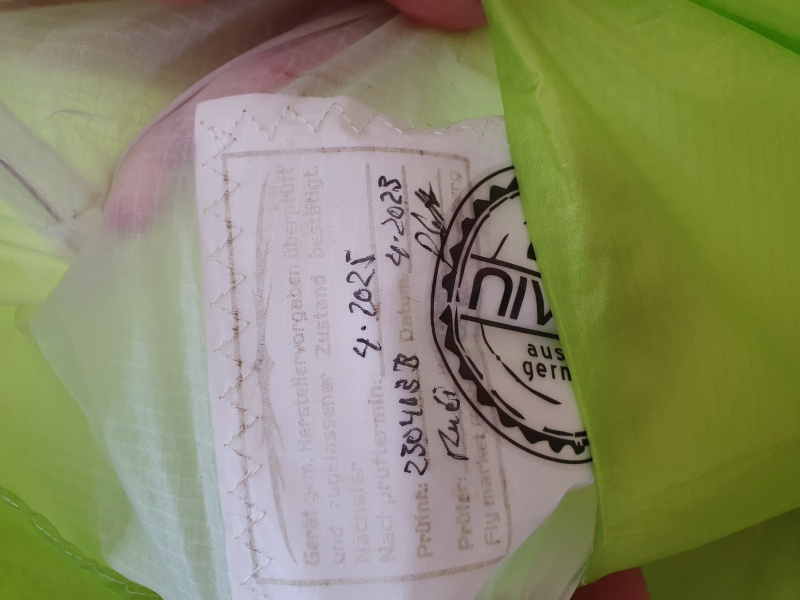 Gerät gem. Herstellervorgaben überprüft
und zugelassener Zustand bestätigt.
Nächster
Nachprüftermin: 4.2025
Prüfnr.: 230418B Datum 4.2023
Prüfer:
Fly market
NIV
aus
germ